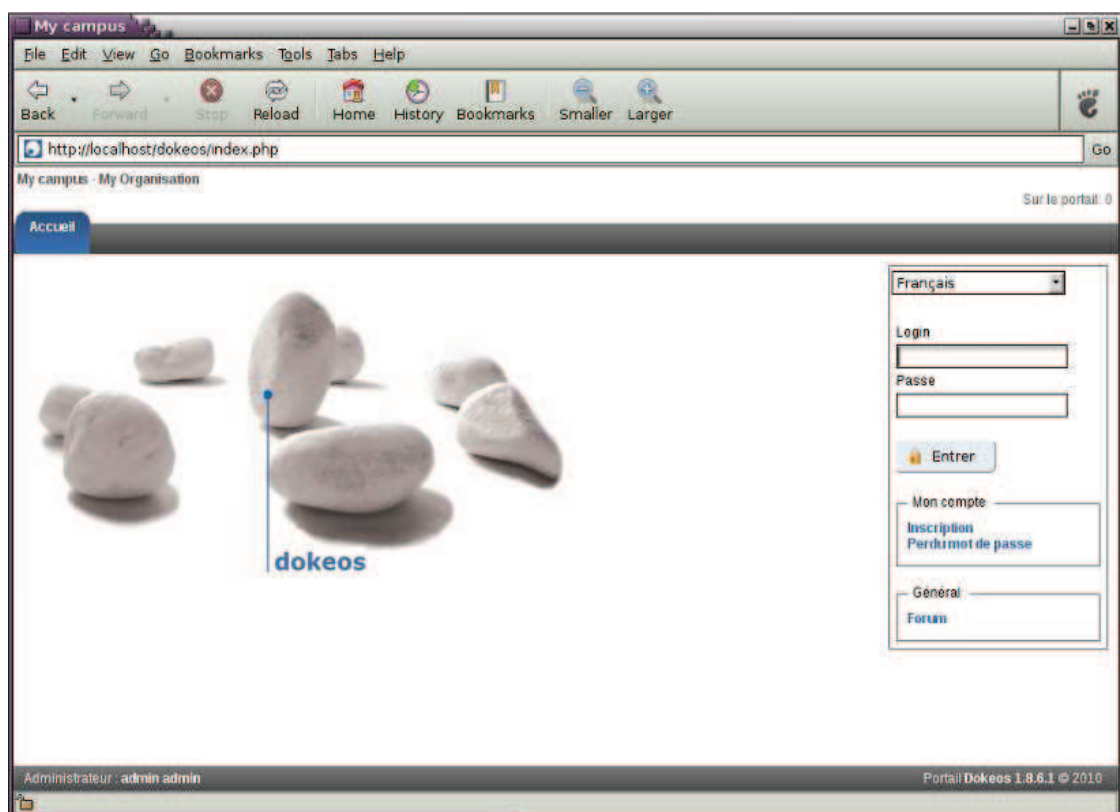 My campus
File Edit View Go Bookmarks Tools Tabs Help
Back Forward Stop Reload Home History Bookmarks Smaller Larger
http://localhost/dokeos/index.php Go
My campus - My Organisation
Sur le portail: 0
Accueil
Français
Login
Passe
Entrer
Mon compte
Inscription
Perdu mot de passe
Général
Forum
dokeos
Administrateur : admin admin
Portail Dokeos 1.8.6.1 © 2010